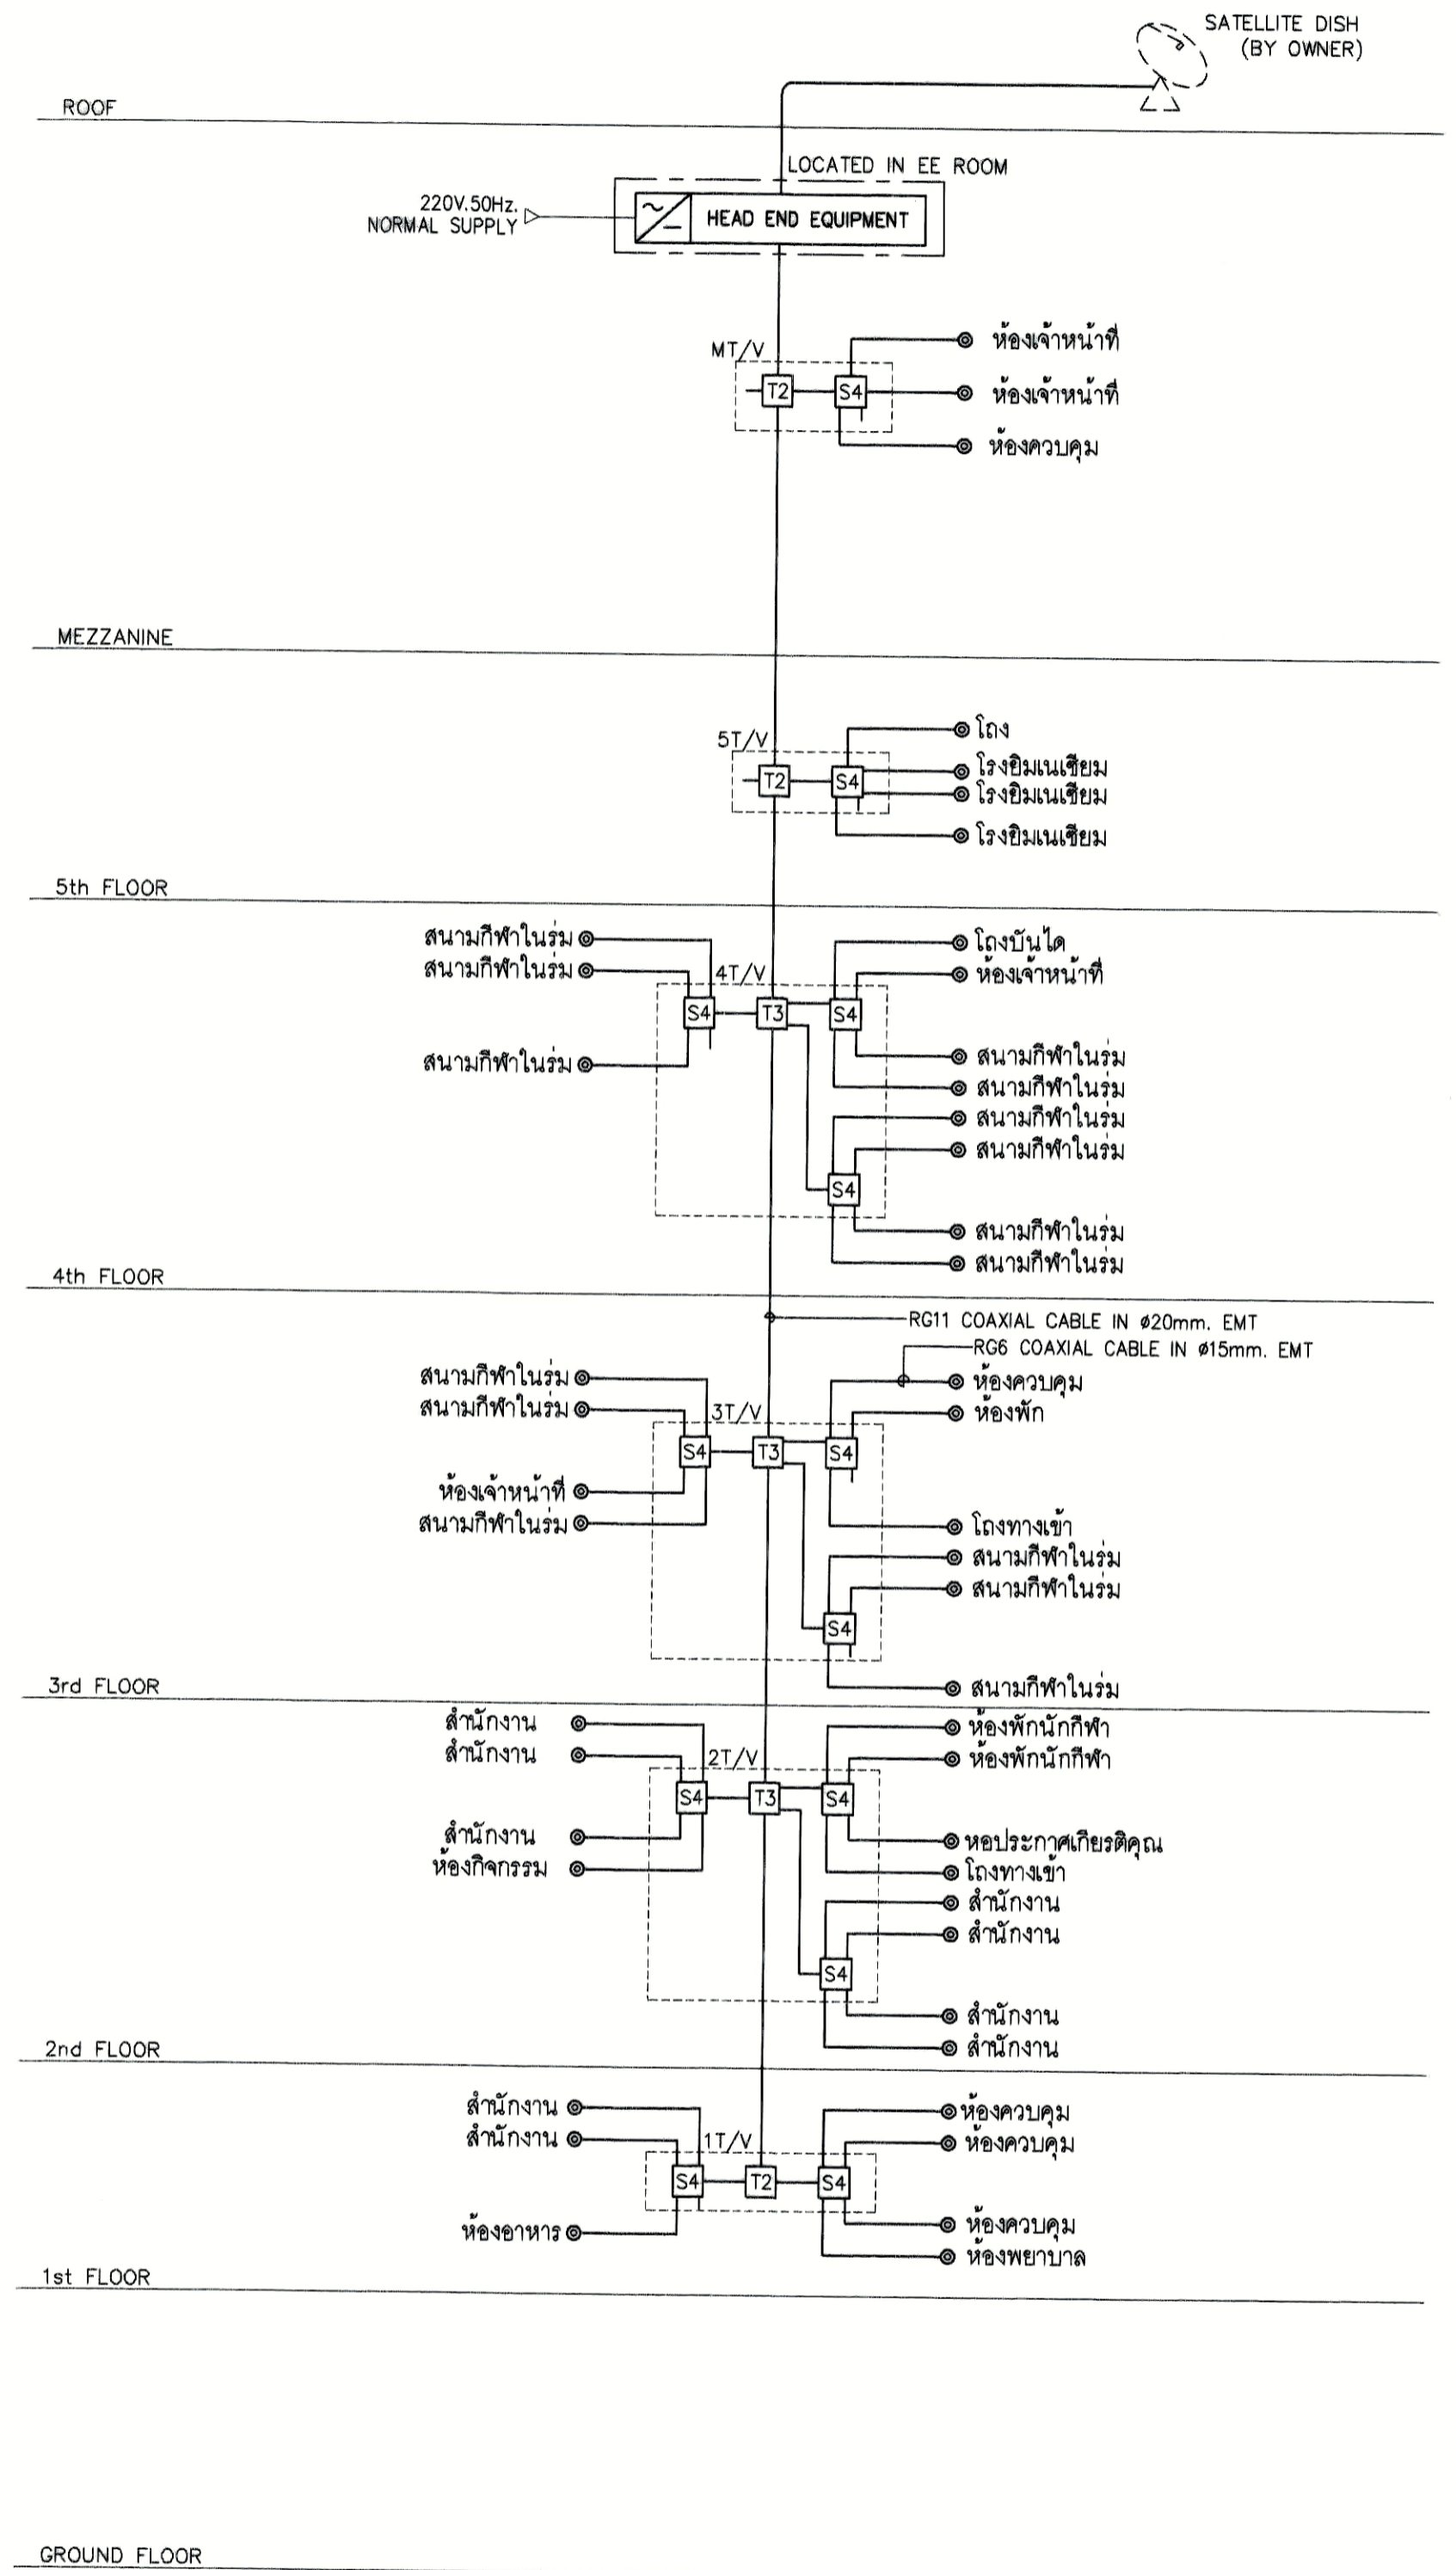 SATELLITE DISH
(BY OWNER)
ROOF
LOCATED IN EE ROOM
220V.50Hz.
NORMAL SUPPLY
HEAD END EQUIPMENT
MT/V
T2
S4
ห้องเจ้าหน้าที่
ห้องเจ้าหน้าที่
ห้องควบคุม
MEZZANINE
5T/V
T2
S4
โถง
โรงยิมเนเซียม
โรงยิมเนเซียม
โรงยิมเนเซียม
5th FLOOR
สนามกีฬาในร่ม
สนามกีฬาในร่ม
สนามกีฬาในร่ม
4T/V
S4
T3
S4
โถงบันได
ห้องเจ้าหน้าที่
สนามกีฬาในร่ม
สนามกีฬาในร่ม
สนามกีฬาในร่ม
สนามกีฬาในร่ม
S4
สนามกีฬาในร่ม
สนามกีฬาในร่ม
4th FLOOR
RG11 COAXIAL CABLE IN ø20mm. EMT
RG6 COAXIAL CABLE IN ø15mm. EMT
สนามกีฬาในร่ม
สนามกีฬาในร่ม
ห้องเจ้าหน้าที่
สนามกีฬาในร่ม
3T/V
S4
T3
S4
ห้องควบคุม
ห้องพัก
โถงทางเข้า
สนามกีฬาในร่ม
สนามกีฬาในร่ม
S4
สนามกีฬาในร่ม
3rd FLOOR
สำนักงาน
สำนักงาน
สำนักงาน
ห้องกิจกรรม
2T/V
S4
T3
S4
ห้องพักนักกีฬา
ห้องพักนักกีฬา
หอประกาศเกียรติคุณ
โถงทางเข้า
สำนักงาน
สำนักงาน
S4
สำนักงาน
สำนักงาน
2nd FLOOR
สำนักงาน
สำนักงาน
ห้องอาหาร
1T/V
S4
T2
S4
ห้องควบคุม
ห้องควบคุม
ห้องควบคุม
ห้องพยาบาล
1st FLOOR
GROUND FLOOR